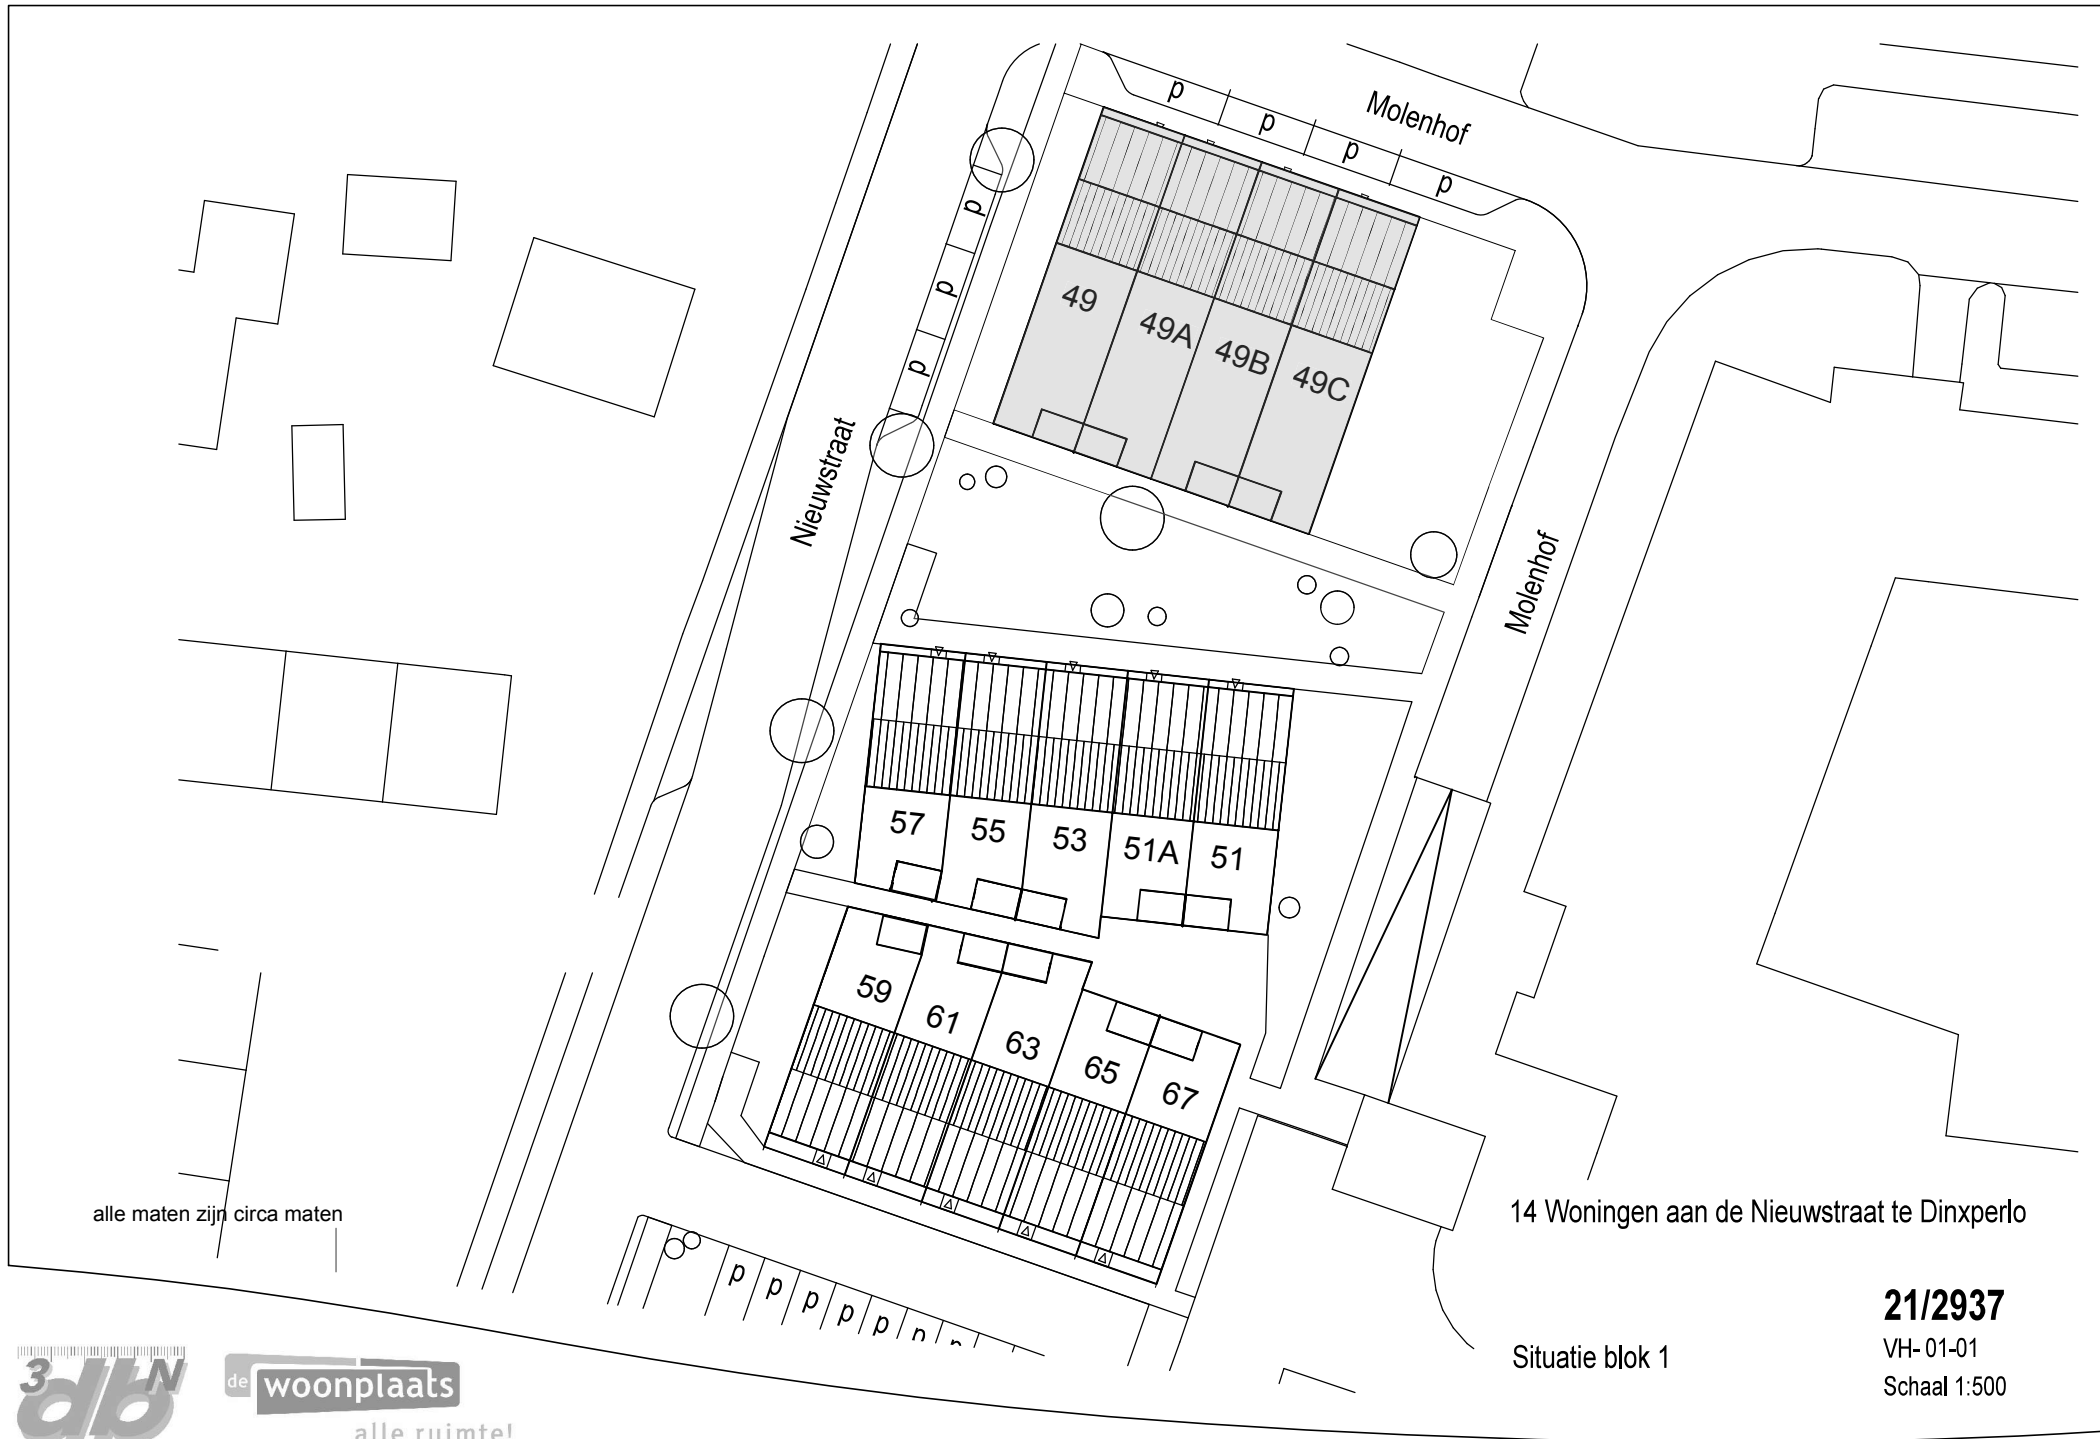 Molenhof
p
p
p
p
p
p
p
49
49A
49B
49C
Nieuwstraat
Molenhof
57
55
53
51A
51
59
61
63
65
67
alle maten zijn circa maten
p
p
p
p
p
p
p
14 Woningen aan de Nieuwstraat te Dinxperlo
21/2937
VH- 01-01
Situatie blok 1
Schaal 1:500
3 db N
de woonplaats
alle ruimte!